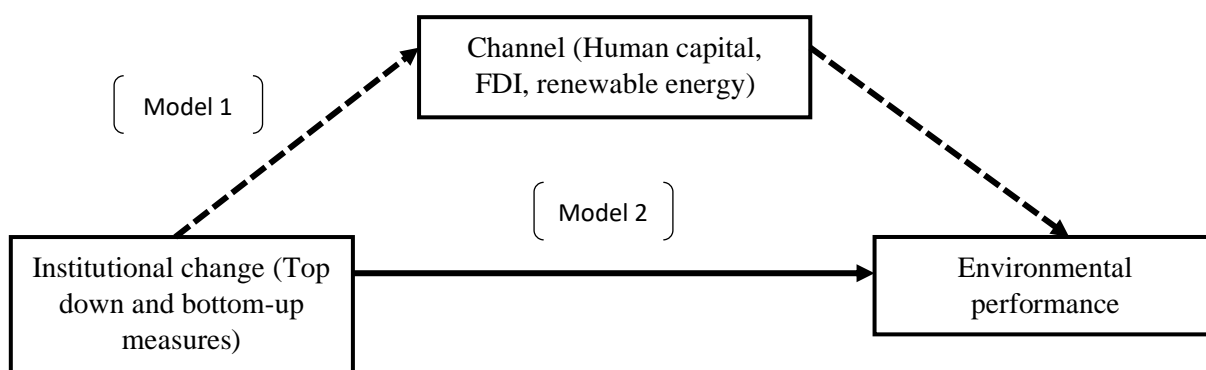 Channel (Human capital,
FDI, renewable energy)
Model 1
Model 2
Institutional change (Top
down and bottom-up
measures)
Environmental
performance